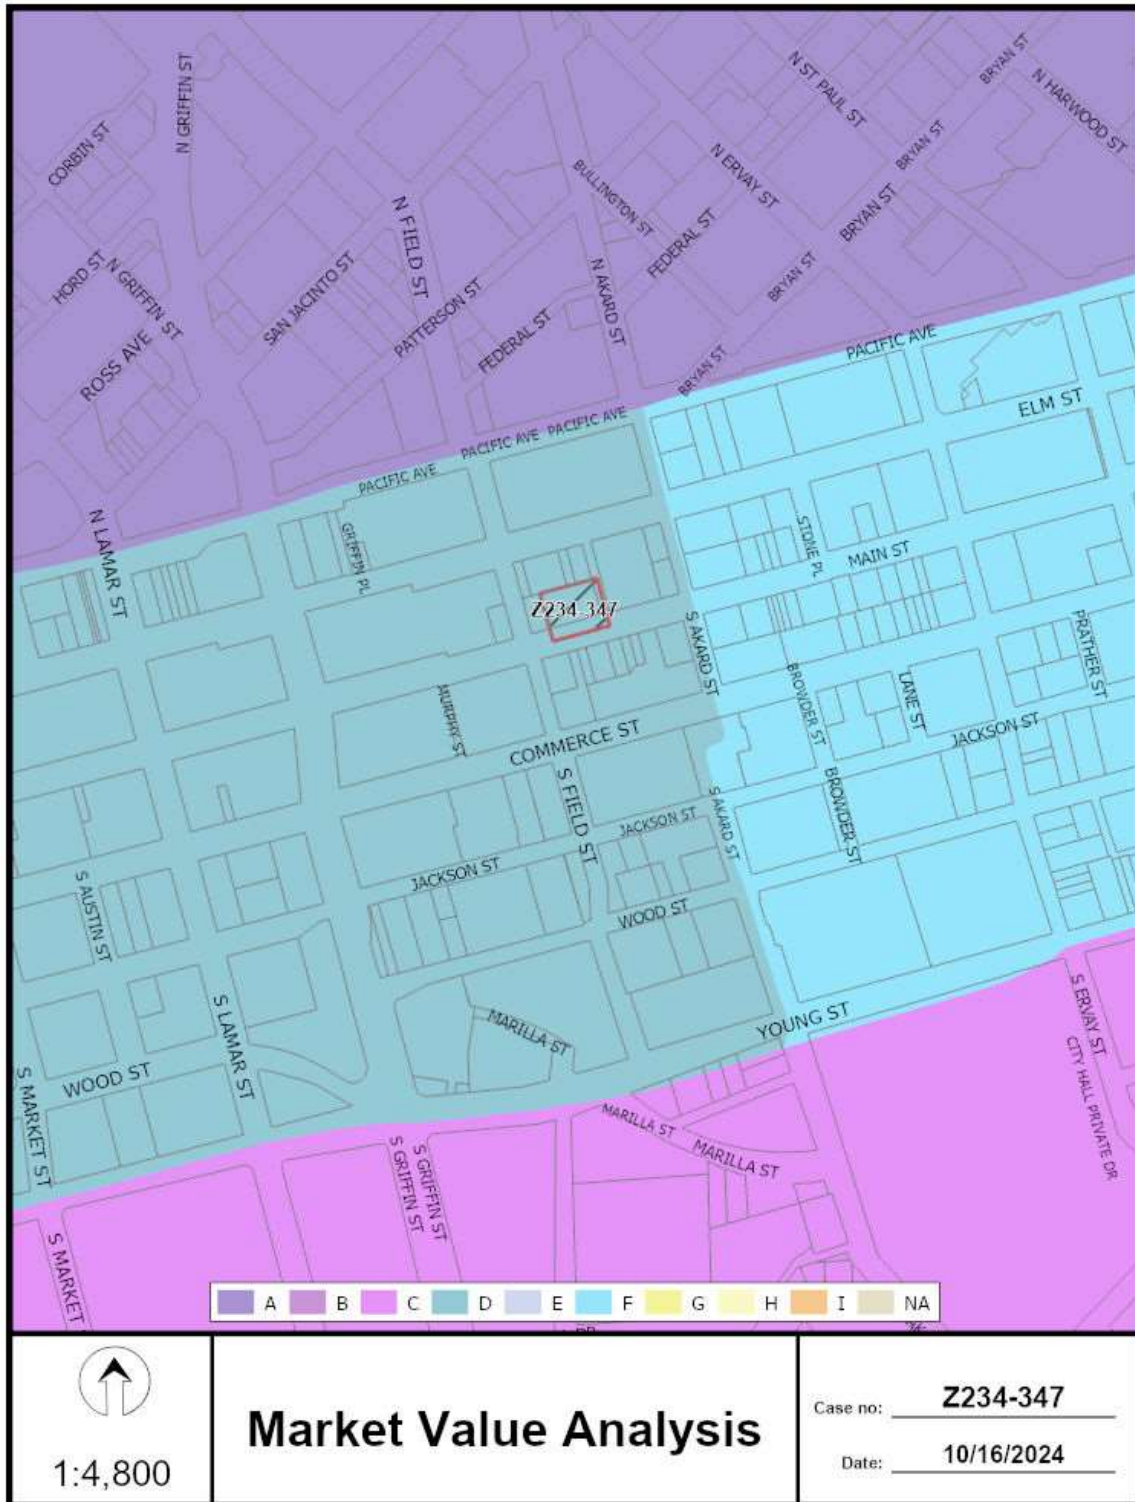 N GRIFFIN ST
CORBIN ST
N ST PAUL ST
BRYAN ST
N HARWOOD ST
BRYAN ST
N ERVAY ST
BULLINGTON ST
BRYAN ST
N FIELD ST
FEDERAL ST
HORD ST
N GRIFFIN ST
SAN JACINTO ST
N AKARD ST
BRYAN ST
PATTERSON ST
FEDERAL ST
ROSS AVE
BRYAN ST
PACIFIC AVE
ELM ST
PACIFIC AVE
PACIFIC AVE
PACIFIC AVE
N LAMAR ST
GRIFFIN PL
STONE PL
MAIN ST
Z234-347
S AKARD ST
PRATHER ST
MURPHY ST
BROWDER ST
LANE ST
COMMERCE ST
JACKSON ST
S FIELD ST
BROWDER ST
JACKSON ST
S AKARD ST
JACKSON ST
S AUSTIN ST
WOOD ST
S LAMAR ST
MARILLA ST
YOUNG ST
S ERVAY ST
WOOD ST
S MARKET ST
CITY HALL PRIVATE DR
MARILLA ST
MARILLA ST
S GRIFFIN ST
S GRIFFIN ST
S MARKET
A B C D E F G H I NA
1:4,800
Market Value Analysis
Case no: Z234-347
Date: 10/16/2024